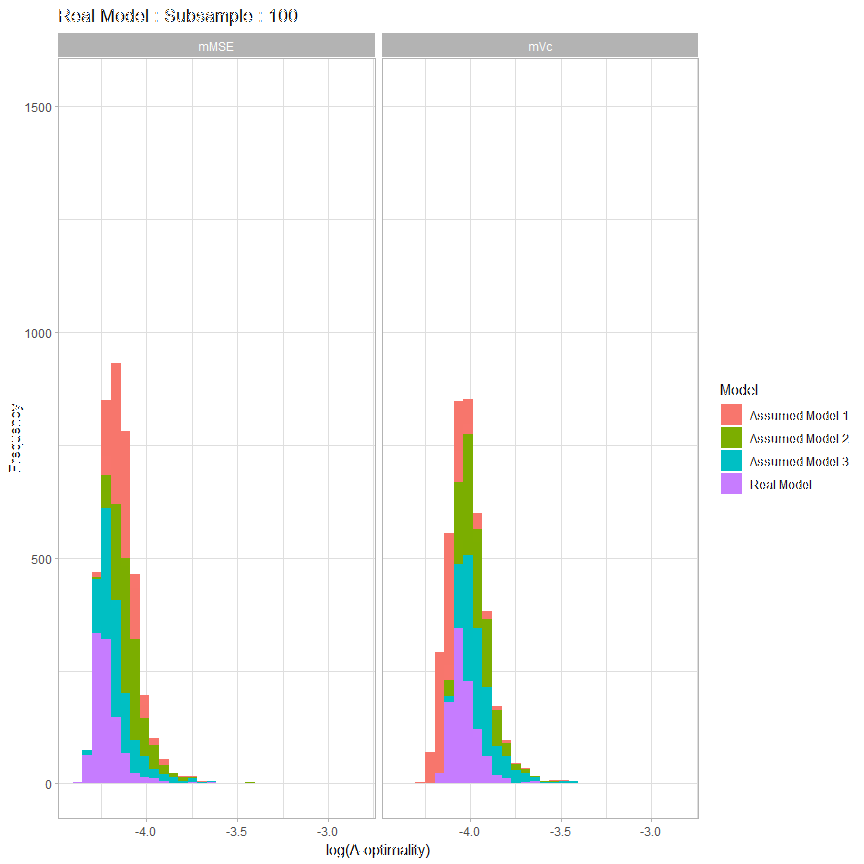 Real Model : Subsample : 100
mMSE
mVc
1500
1000
500
0
Frequency
-4.0
-3.5
-3.0
-4.0
-3.5
-3.0
log(A-optimality)
Model
Assumed Model 1
Assumed Model 2
Assumed Model 3
Real Model